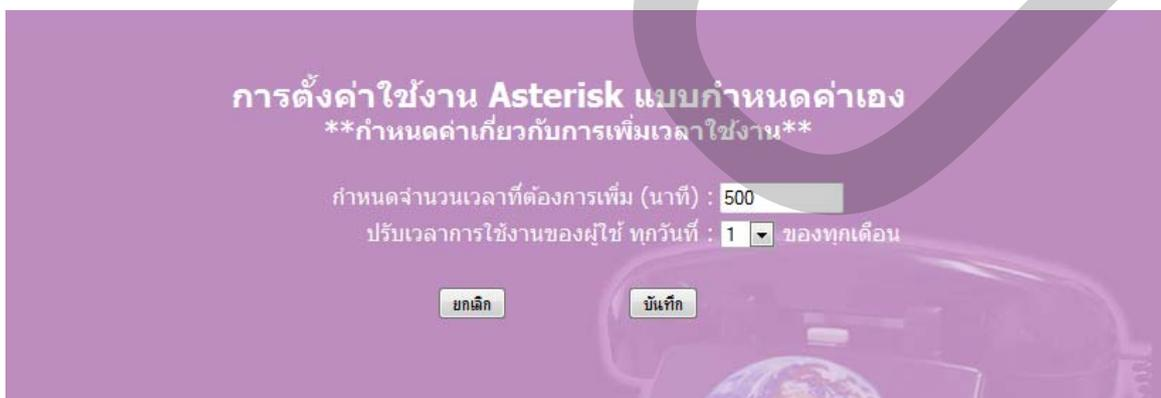 การตั้งค่าใช้งาน Asterisk แบบกำหนดค่าเอง
**กำหนดค่าเกี่ยวกับการเพิ่มเวลาใช้งาน**
กำหนดจำนวนเวลาที่ต้องการเพิ่ม (นาที) : 500
ปรับเวลาการใช้งานของผู้ใช้ ทุกวันที่ : 1 ของทุกเดือน
ยกเลิก บันทึก